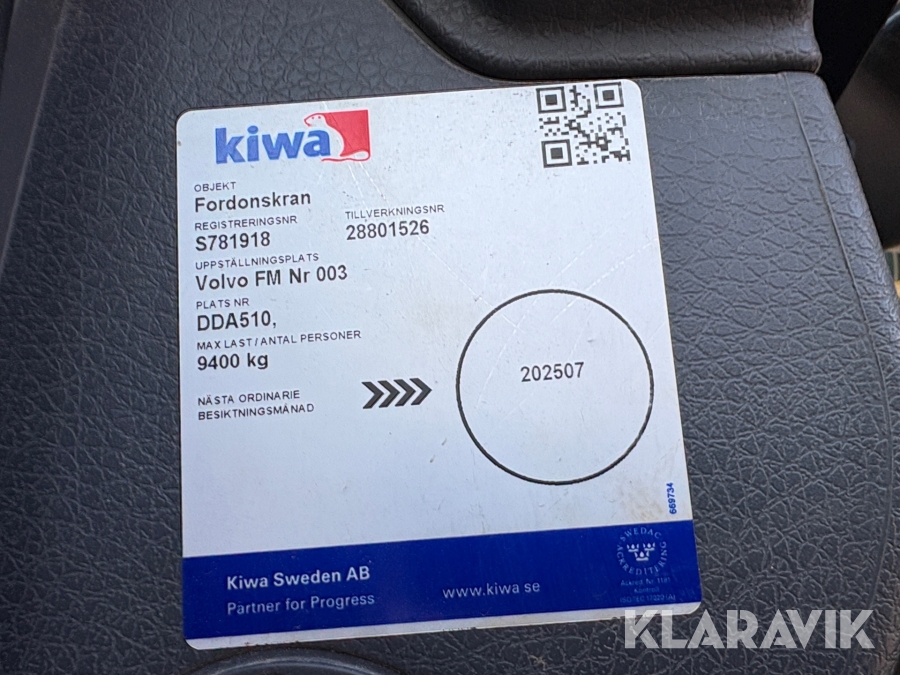 kiwa
OBJEKT
Fordonskran
REGISTRERINGSNR TILLVERKNINGSNR
S781918 28801526
UPPSTÄLLNINGSPLATS
Volvo FM Nr 003
PLATS NR
DDA510,
MAX LAST / ANTAL PERSONER
9400 kg
NÄSTA ORDINARIE
BESIKTNINGSMÅNAD
202507
669734
SWEDAC
ACKREDITERING
Kiwa Sweden AB
Partner for Progress
www.kiwa.se
KLARAVIK